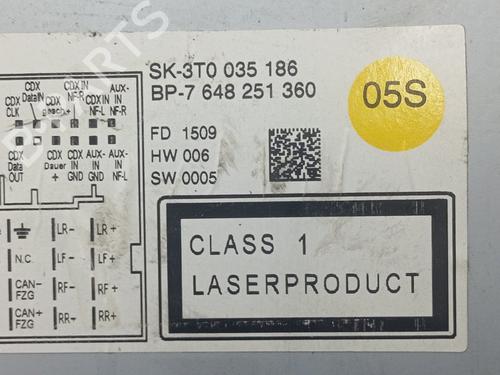 SK-3T0 035 186
BP-7 648 251 360
05S
FD 1509
HW 006
SW 0005
CLASS 1
LASERPRODUCT
CDX CLK
CDX DataIN
CDX besch.+
CDX IN NF-R
CDX IN NF-L
AUX-IN NF-R
CDX Data OUT
CDX Dauer +
CDX IN GND
AUX-IN GND
AUX-IN NF-L
LR- LR+
N.C. LF- LF+
CAN-FZG RF- RF+
CAN+ FZG RR- RR+